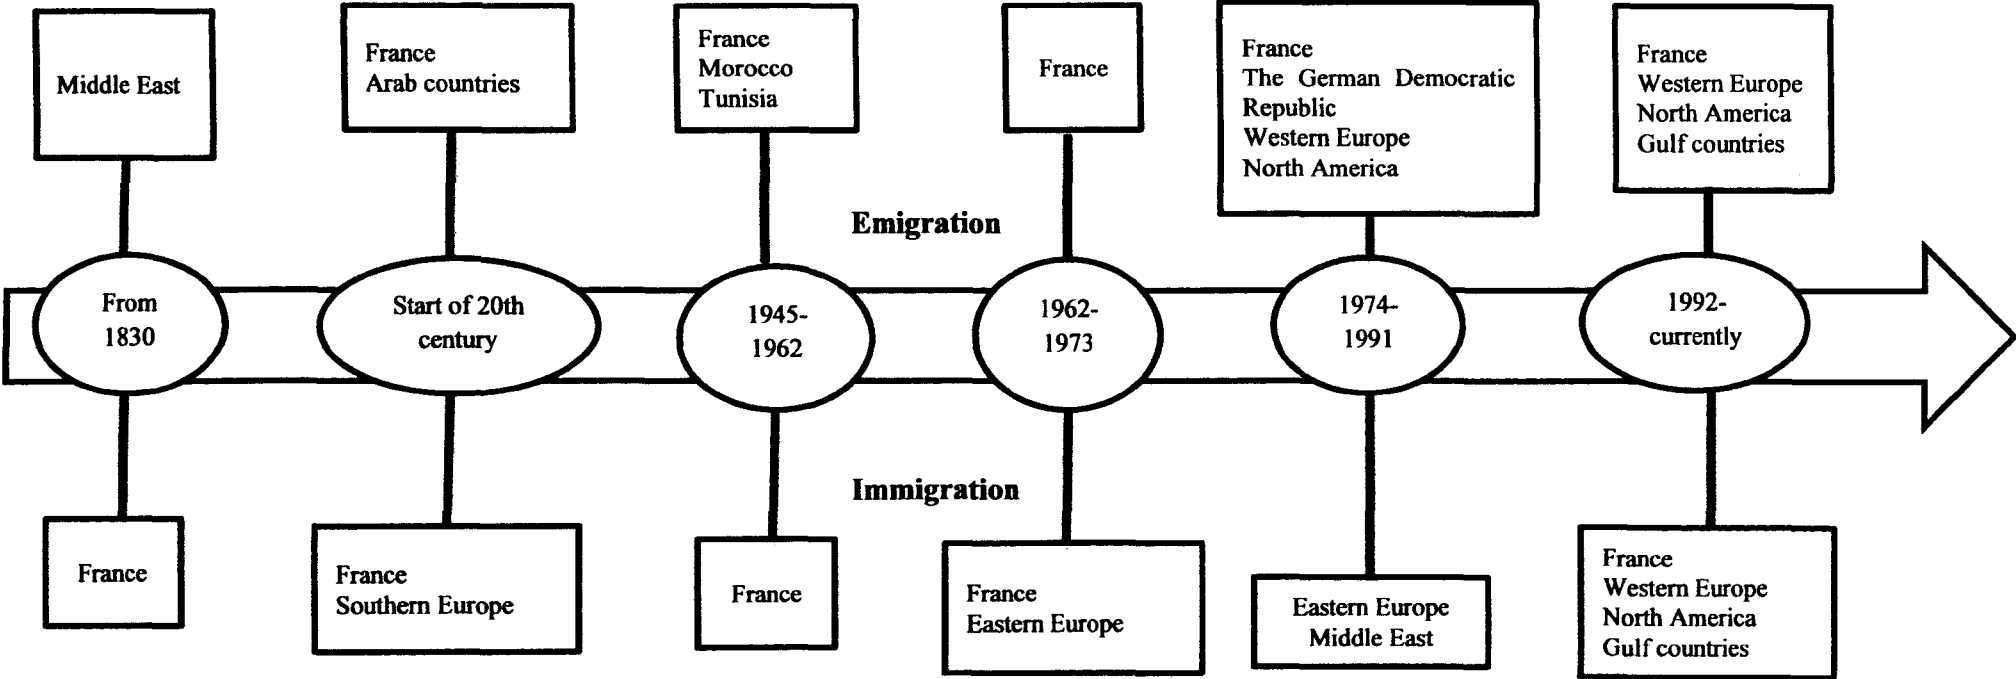 Middle East
France
Arab countries
France
Morocco
Tunisia
France
France
The German Democratic
Republic
Western Europe
North America
France
Western Europe
North America
Gulf countries
Emigration
From
1830
Start of 20th
century
1945-
1962
1962-
1973
1974-
1991
1992-
currently
Immigration
France
France
Southern Europe
France
France
Eastern Europe
Eastern Europe
Middle East
France
Western Europe
North America
Gulf countries